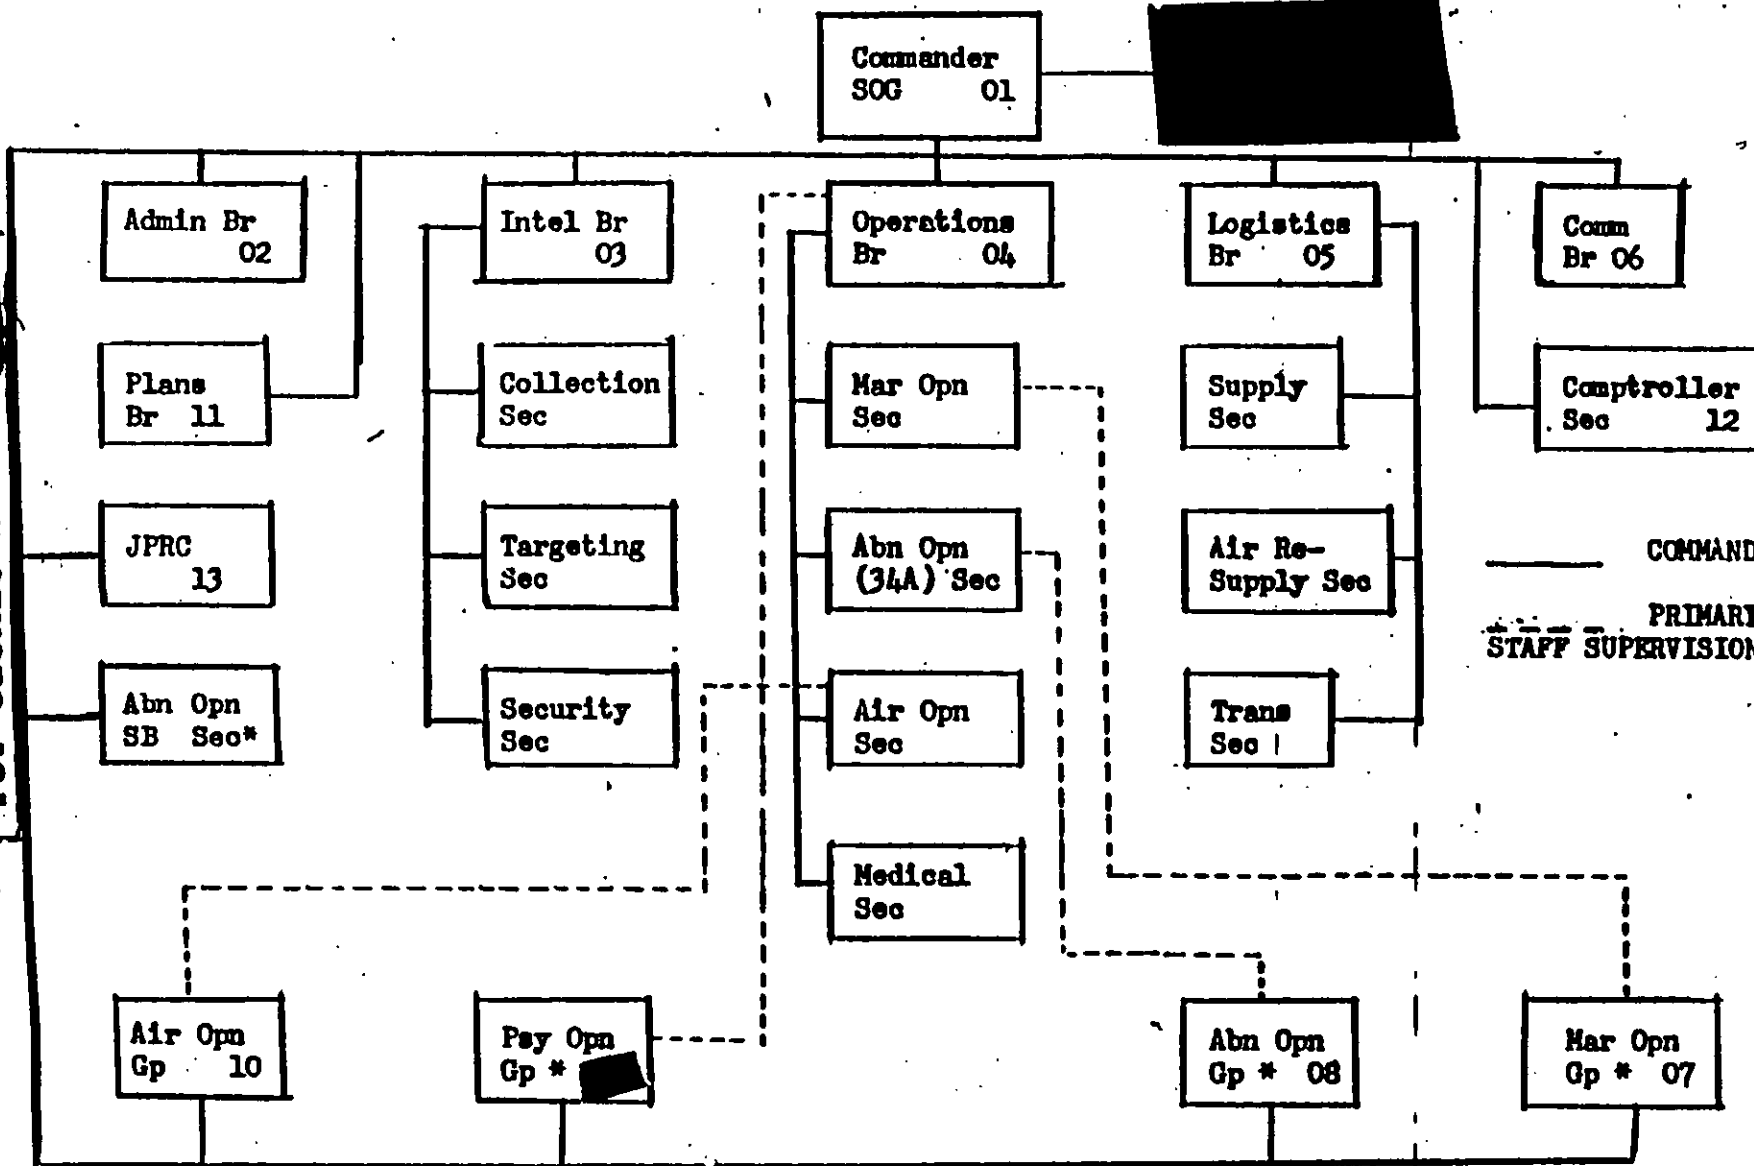 Commander
SOG 01
Admin Br
02
Intel Br
03
Operations
Br 04
Logistics
Br 05
Comm
Br 06
Plans
Br 11
Collection
Sec
Mar Opn
Sec
Supply
Sec
Comptroller
Sec 12
JPRC
13
Targeting
Sec
Abn Opn
(34A) Sec
Air Re-
Supply Sec
COMMAND
PRIMARY
STAFF SUPERVISION
Abn Opn
SB Sec*
Security
Sec
Air Opn
Sec
Trans
Sec
Medical
Sec
Air Opn
Gp 10
Psy Opn
Gp *
Abn Opn
Gp * 08
Mar Opn
Gp * 07